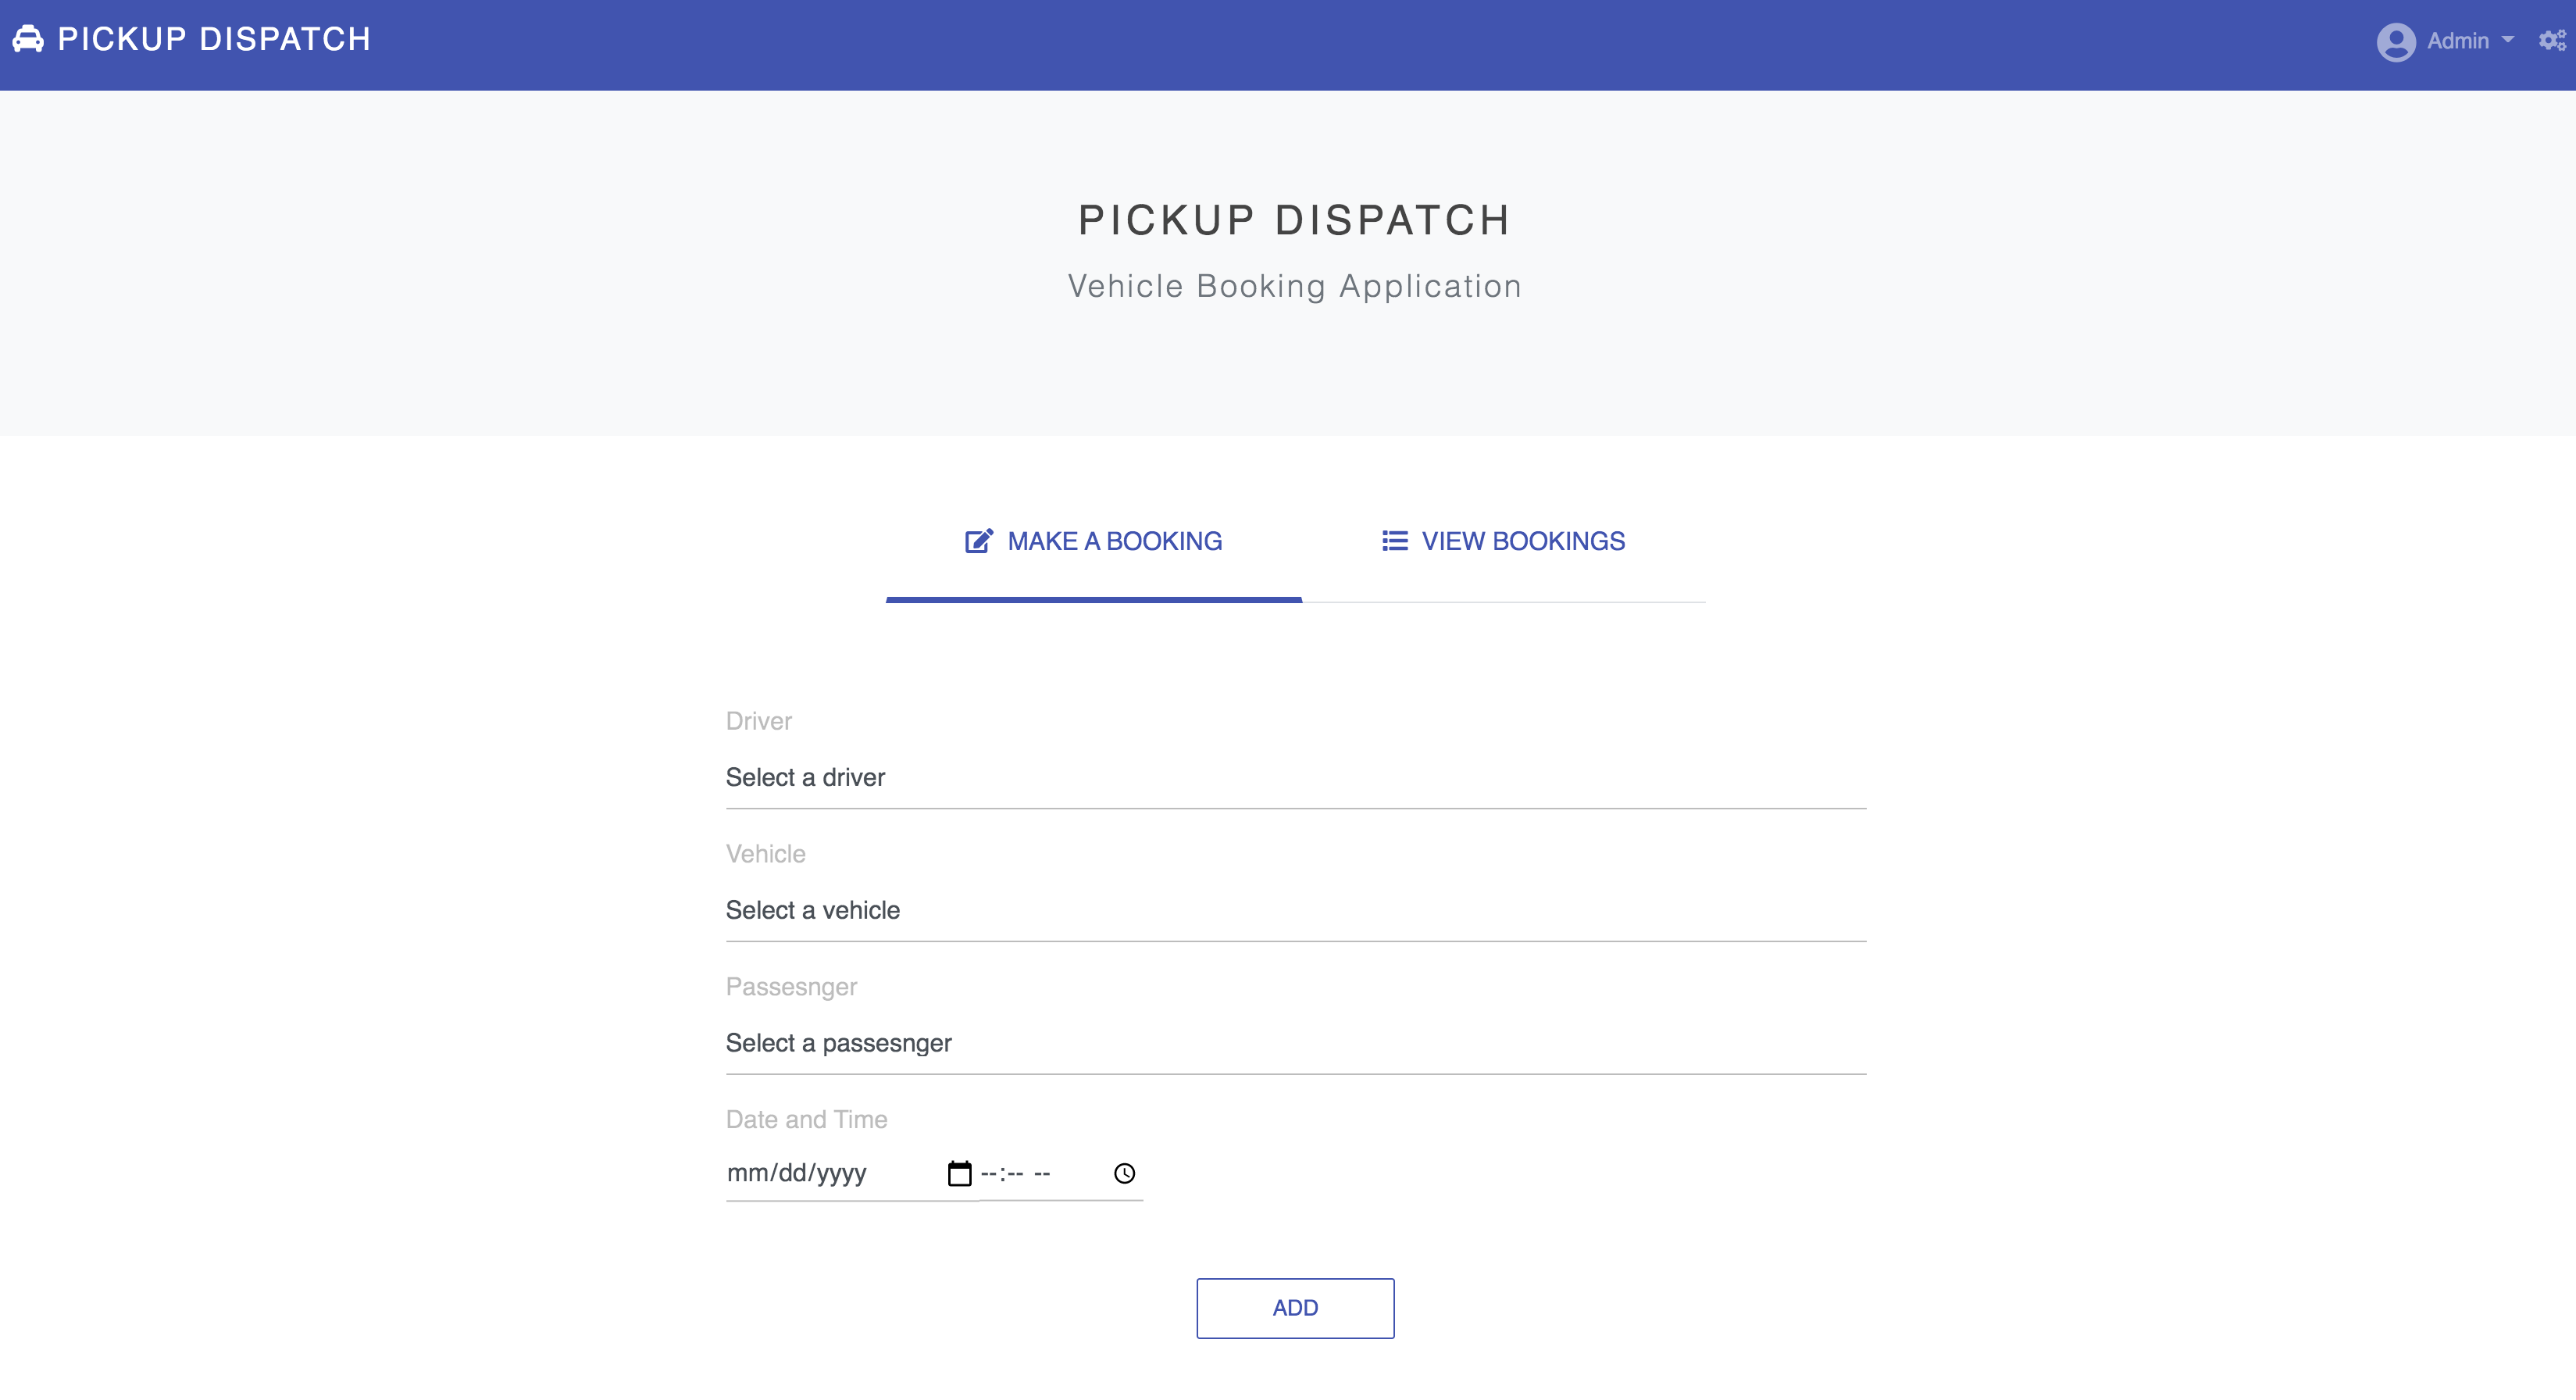 PICKUP DISPATCH
Admin
PICKUP DISPATCH
Vehicle Booking Application
MAKE A BOOKING
VIEW BOOKINGS
Driver
Select a driver
Vehicle
Select a vehicle
Passesnger
Select a passesnger
Date and Time
mm/dd/yyyy --:-- --
ADD